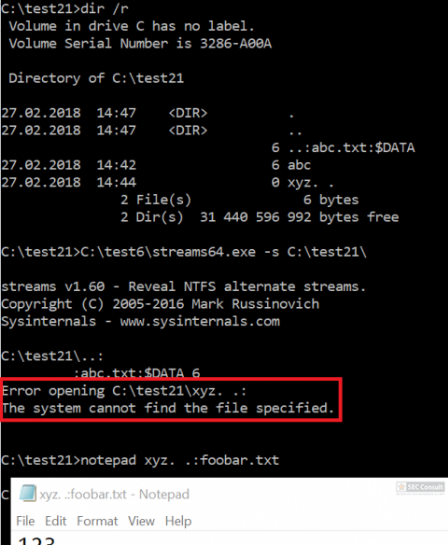 C:\test21>dir /r
Volume in drive C has no label.
Volume Serial Number is 3286-A00A
Directory of C:\test21
27.02.2018  14:47    <DIR>          .
27.02.2018  14:47    <DIR>          ..
6 ..:abc.txt:$DATA
27.02.2018  14:42                 6 abc
27.02.2018  14:44                 0 xyz. .
2 File(s)              6 bytes
2 Dir(s)  31 440 596 992 bytes free
C:\test21>C:\test6\streams64.exe -s C:\test21\
streams v1.60 - Reveal NTFS alternate streams.
Copyright (C) 2005-2016 Mark Russinovich
Sysinternals - www.sysinternals.com
C:\test21\..:
:abc.txt:$DATA 6
Error opening C:\test21\xyz. .:
The system cannot find the file specified.
C:\test21>notepad xyz. .:foobar.txt
C
xyz. .:foobar.txt - Notepad
SEC Consult
File Edit Format View Help
123